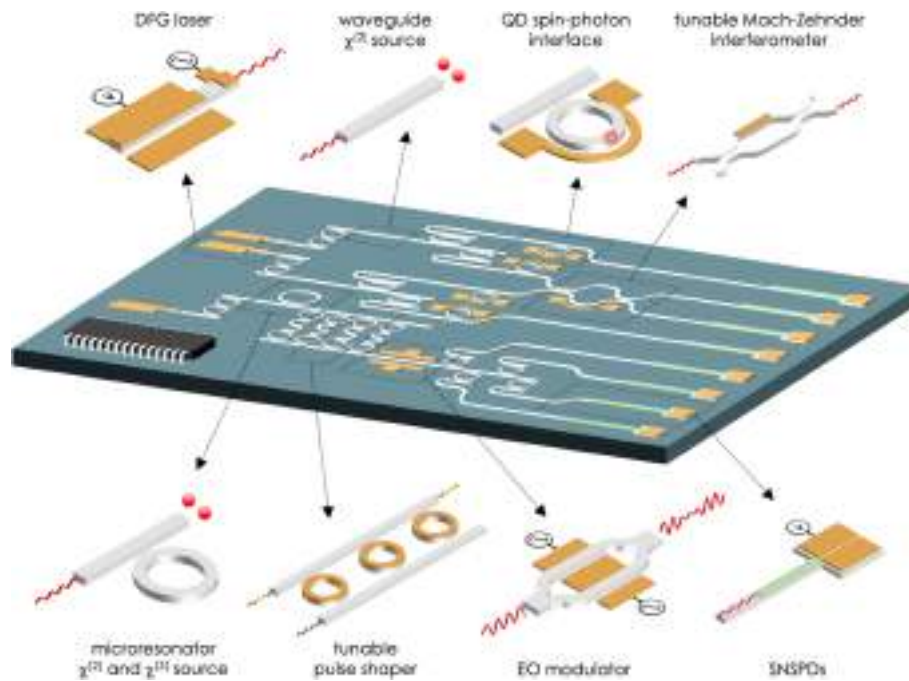 DFG laser
waveguide
χ⁽²⁾ source
QD spin-photon
interface
tunable Mach-Zehnder
interferometer
microresonator
χ⁽²⁾ and χ⁽³⁾ source
tunable
pulse shaper
EO modulator
SNSPDs